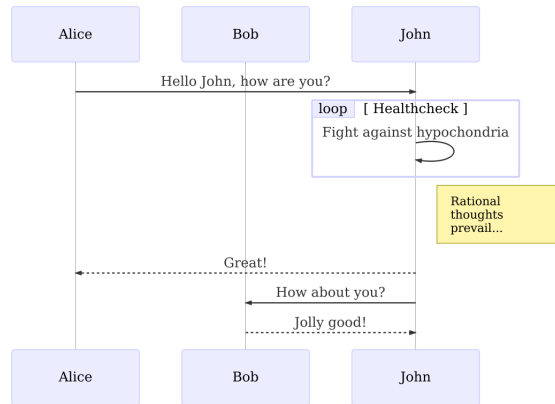 Alice
Bob
John
Hello John, how are you?
loop
[ Healthcheck ]
Fight against hypochondria
Rational
thoughts
prevail...
Great!
How about you?
Jolly good!
Alice
Bob
John